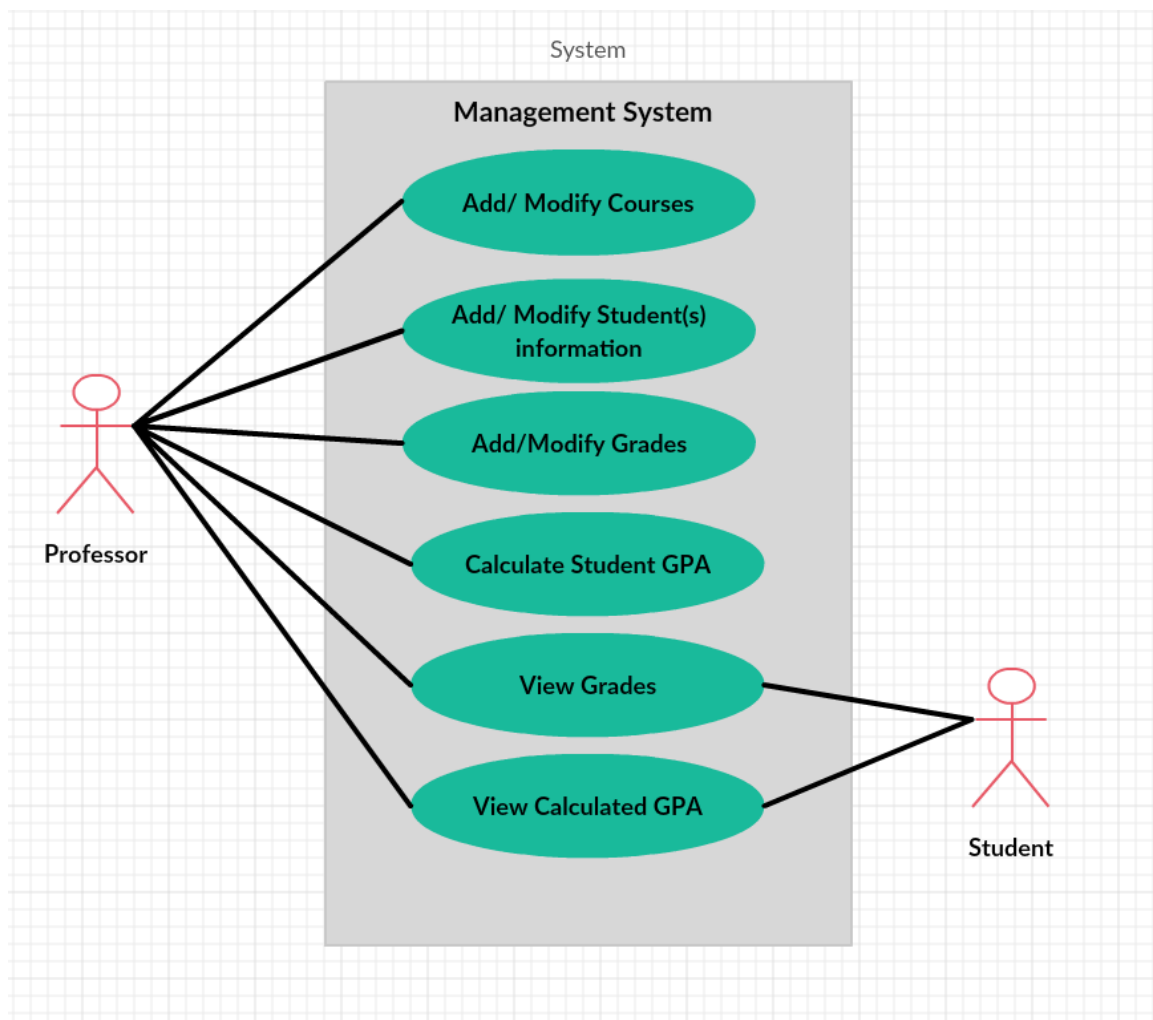 System
Management System
Add/ Modify Courses
Add/ Modify Student(s)
information
Add/Modify Grades
Professor
Calculate Student GPA
View Grades
View Calculated GPA
Student